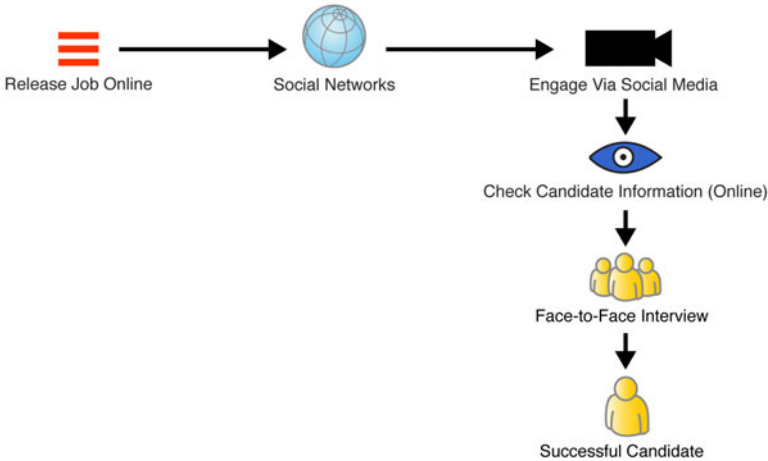 Release Job Online
Social Networks
Engage Via Social Media
Check Candidate Information (Online)
Face-to-Face Interview
Successful Candidate